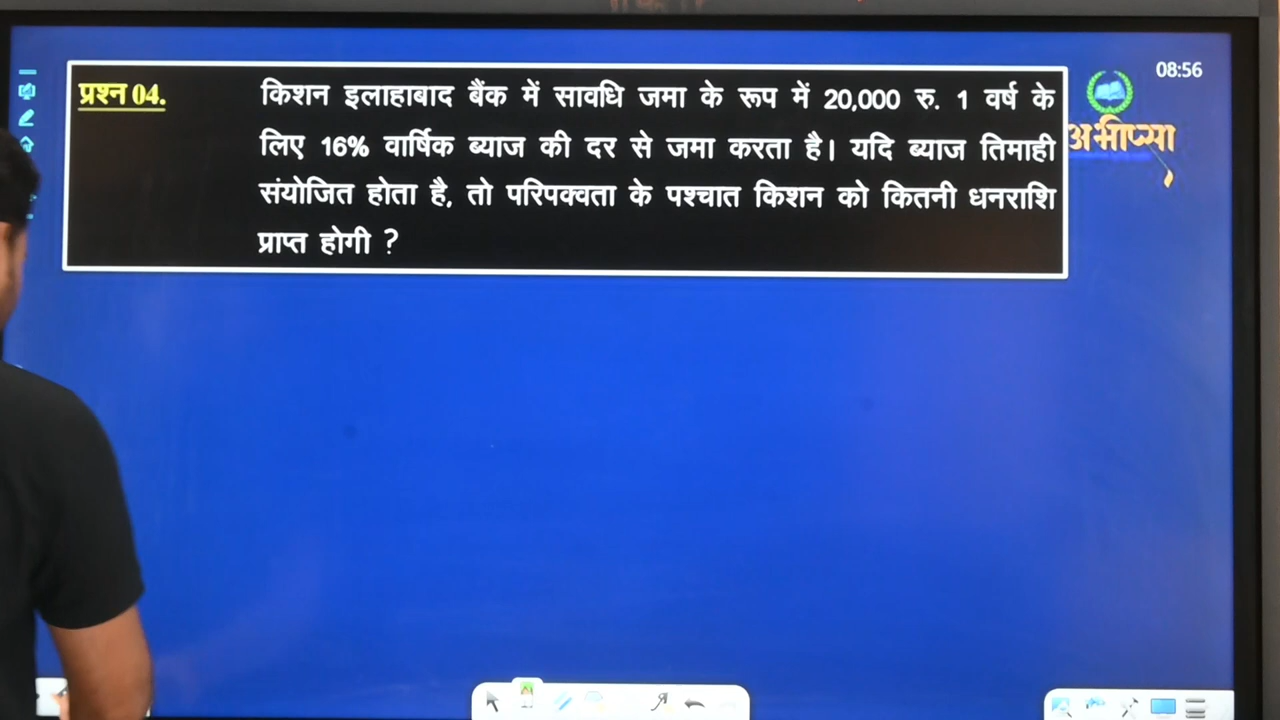 08:56
प्रश्न 04.
किशन इलाहाबाद बैंक में सावधि जमा के रूप में 20,000 रु. 1 वर्ष के
लिए 16% वार्षिक ब्याज की दर से जमा करता है। यदि ब्याज तिमाही
संयोजित होता है, तो परिपक्वता के पश्चात किशन को कितनी धनराशि
प्राप्त होगी ?
अभीप्सा